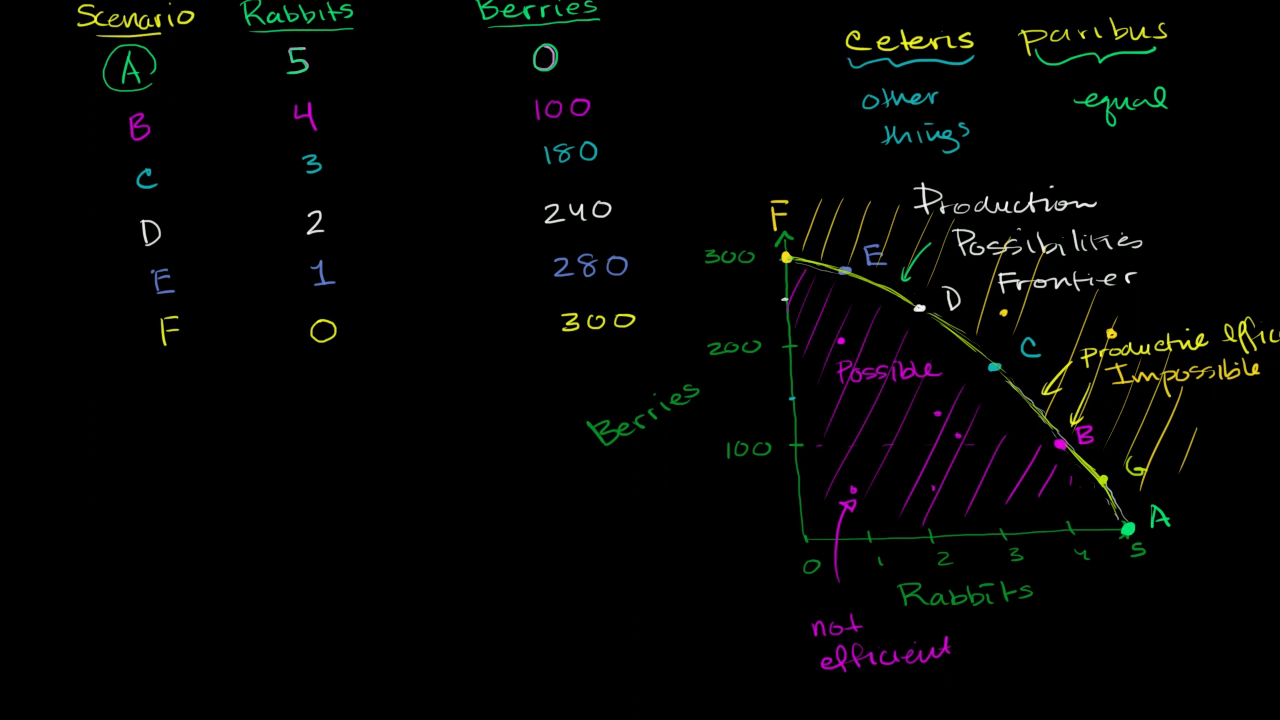 Scenario Rabbits Berries
A 5 0
B 4 100
C 3 180
D 2 240
E 1 280
F 0 300
Ceteris paribus
other equal
things
Production
Possibilities
Frontier
F
300
E
D
200
C
Possible
productive effic
Impossible
Berries
100
B
G
A
0 1 2 3 4 5
Rabbits
not
efficient